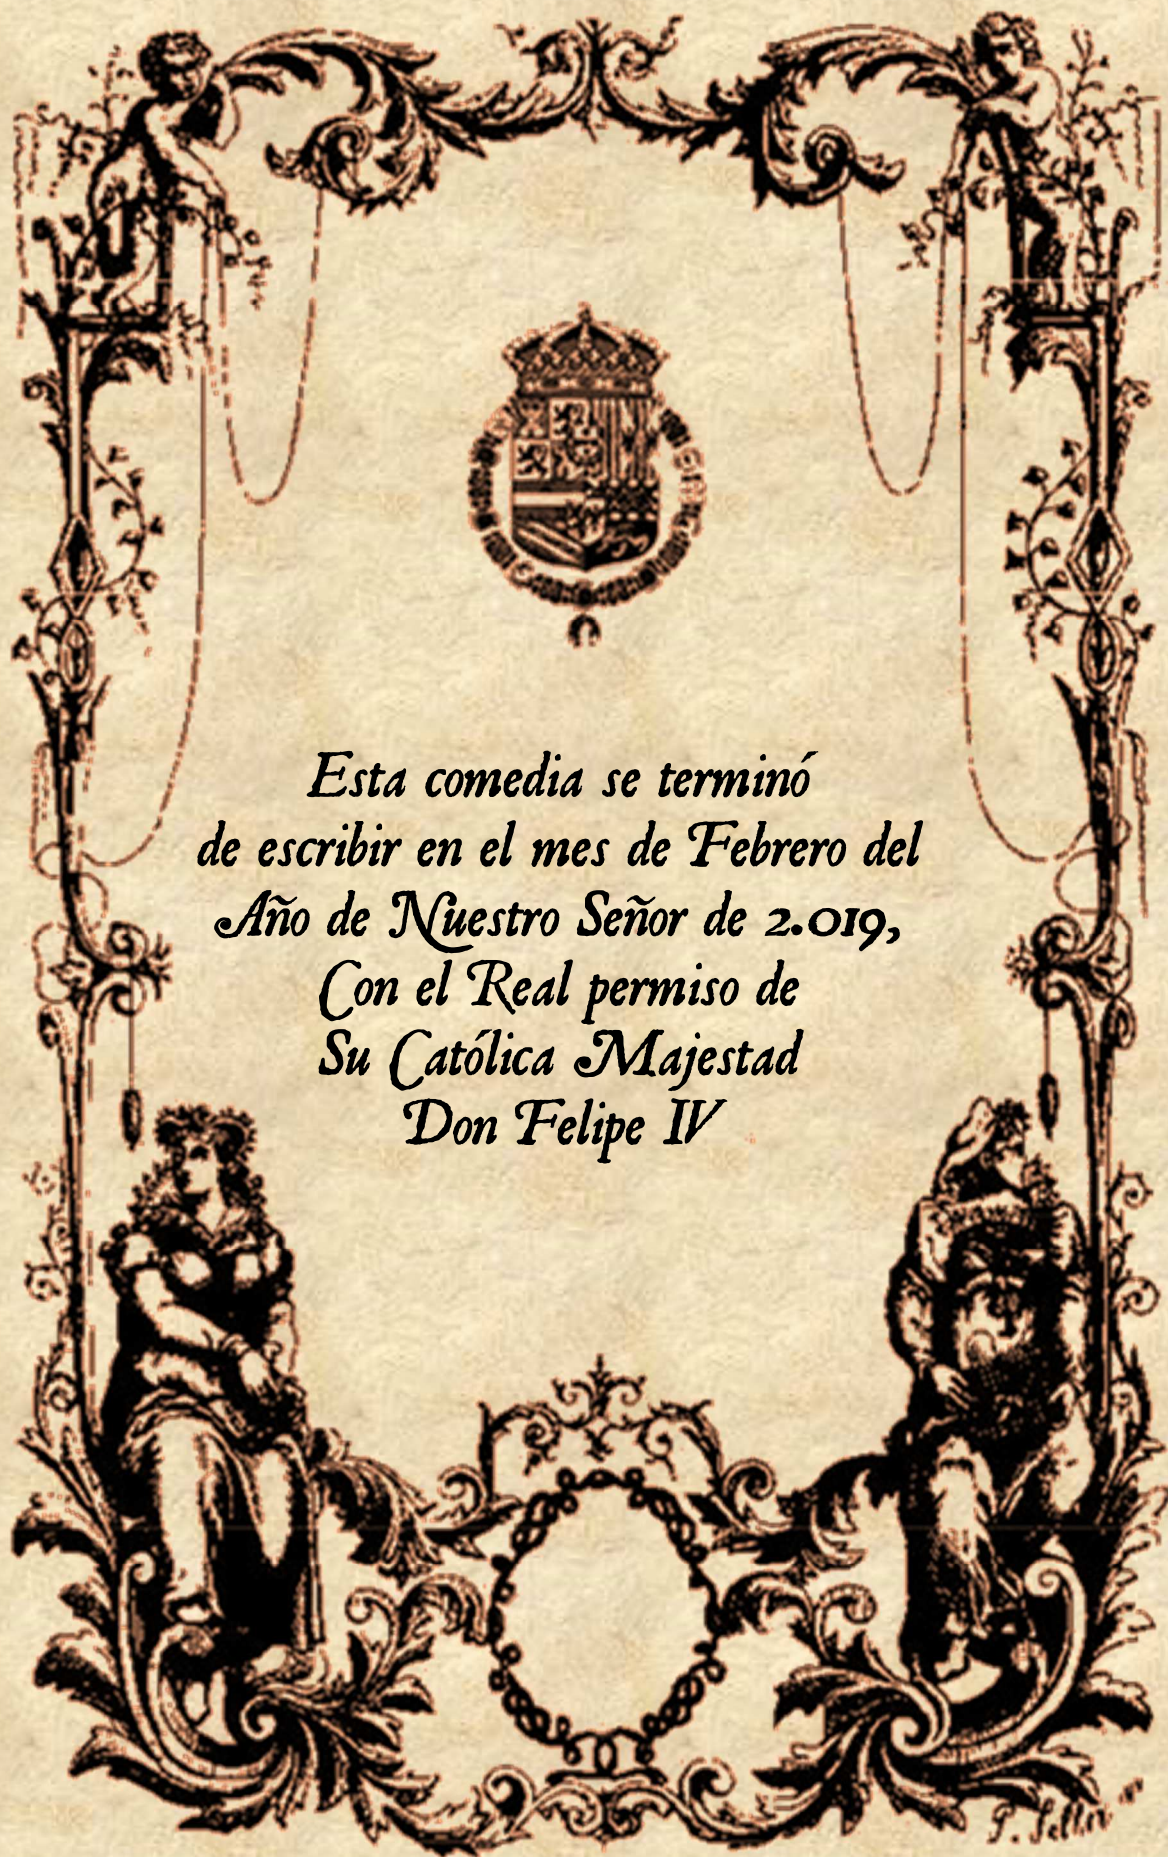 Esta comedia se terminó
de escribir en el mes de Febrero del
Año de Nuestro Señor de 2.019,
Con el Real permiso de
Su Católica Majestad
Don Felipe IV